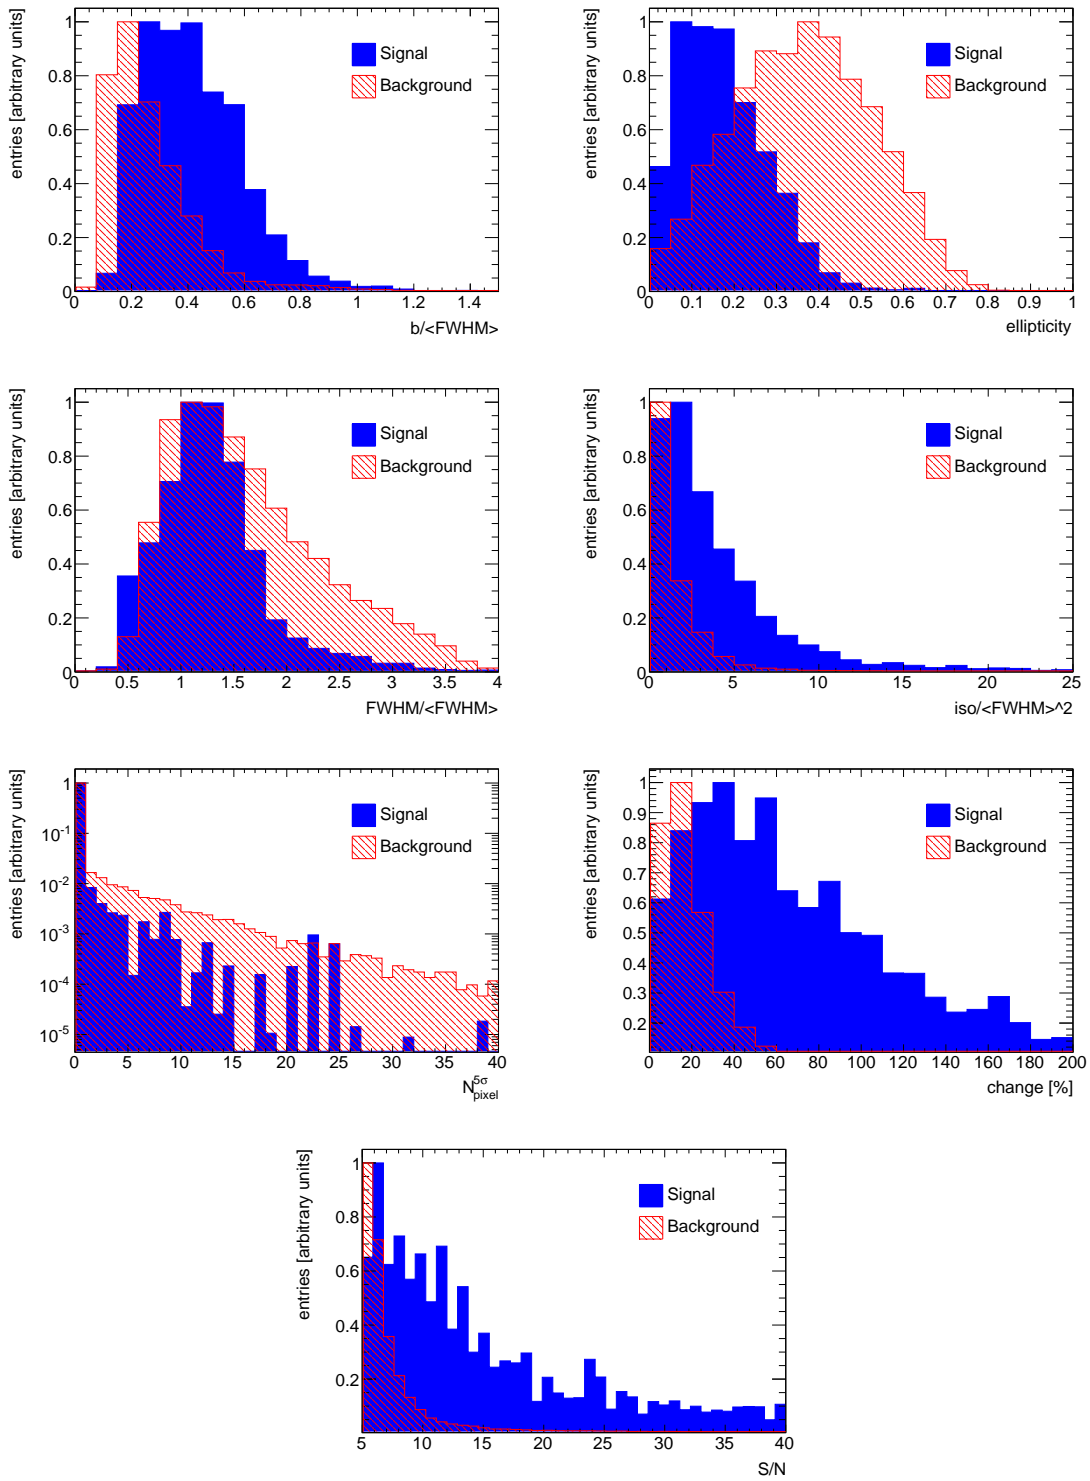 entries [arbitrary units]
1
0.8
0.6
0.4
0.2
0
Signal
Background
0.2 0.4 0.6 0.8 1 1.2 1.4
b/<FWHM>
entries [arbitrary units]
1
0.8
0.6
0.4
0.2
0
Signal
Background
0 0.1 0.2 0.3 0.4 0.5 0.6 0.7 0.8 0.9 1
ellipticity
entries [arbitrary units]
1
0.8
0.6
0.4
0.2
0
Signal
Background
0 0.5 1 1.5 2 2.5 3 3.5 4
FWHM/<FWHM>
entries [arbitrary units]
1
0.8
0.6
0.4
0.2
0
Signal
Background
0 5 10 15 20 25
iso/<FWHM>^2
entries [arbitrary units]
1
10^-1
10^-2
10^-3
10^-4
10^-5
Signal
Background
0 5 10 15 20 25 30 35 40
N^5σ_pixel
entries [arbitrary units]
1
0.9
0.8
0.7
0.6
0.5
0.4
0.3
0.2
Signal
Background
0 20 40 60 80 100 120 140 160 180 200
change [%]
entries [arbitrary units]
1
0.8
0.6
0.4
0.2
Signal
Background
5 10 15 20 25 30 35 40
S/N